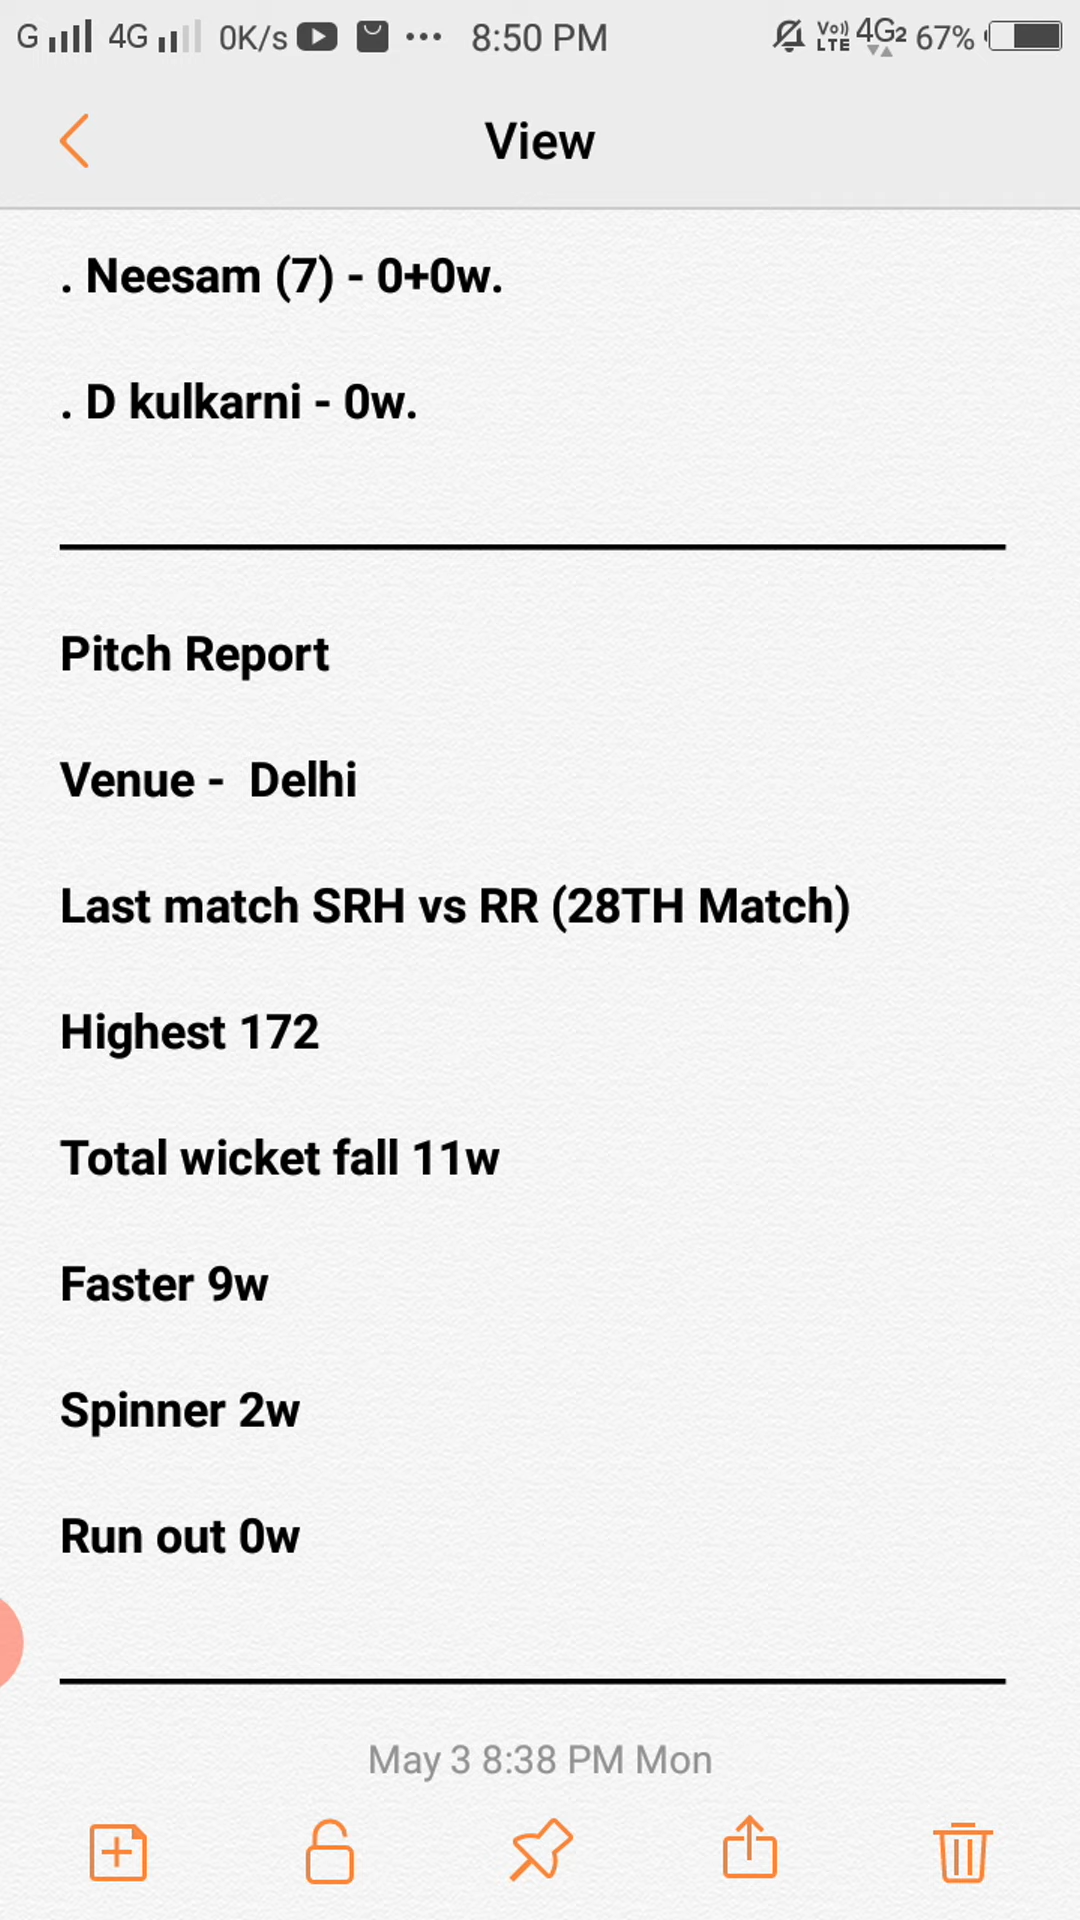 G 4G 0K/s 8:50 PM Vo)) LTE 4G2 67%
View
. Neesam (7) - 0+0w.
. D kulkarni - 0w.
Pitch Report
Venue - Delhi
Last match SRH vs RR (28TH Match)
Highest 172
Total wicket fall 11w
Faster 9w
Spinner 2w
Run out 0w
May 3 8:38 PM Mon